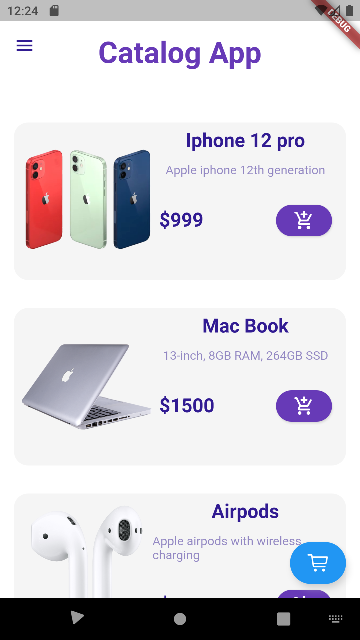 12:24
DEBUG
Catalog App
Iphone 12 pro
Apple iphone 12th generation
$999
Mac Book
13-inch, 8GB RAM, 264GB SSD
$1500
Airpods
Apple airpods with wireless
charging